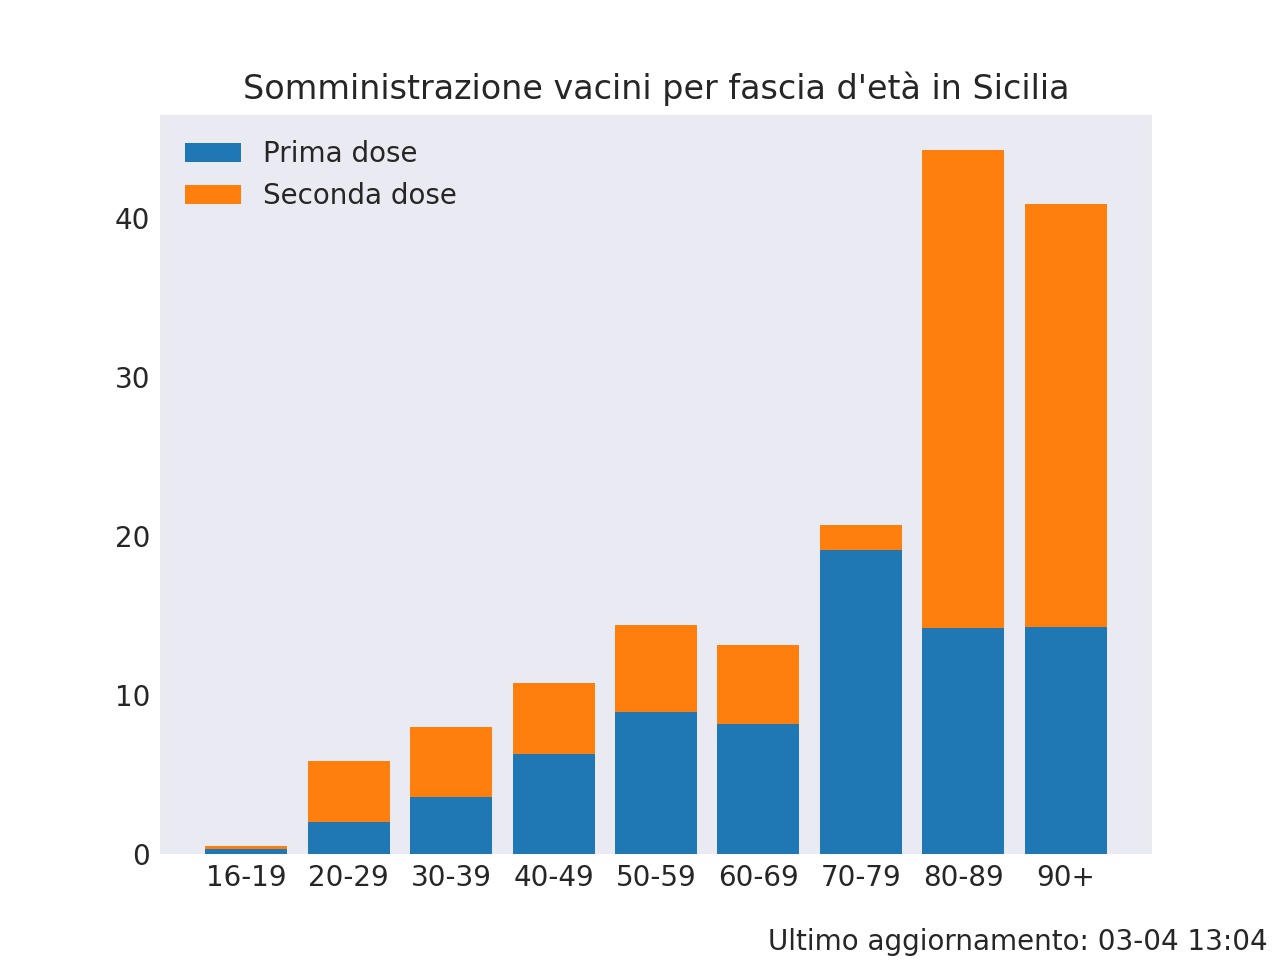 Somministrazione vacini per fascia d'età in Sicilia
Prima dose
Seconda dose
40
30
20
10
0
16-19 20-29 30-39 40-49 50-59 60-69 70-79 80-89 90+
Ultimo aggiornamento: 03-04 13:04